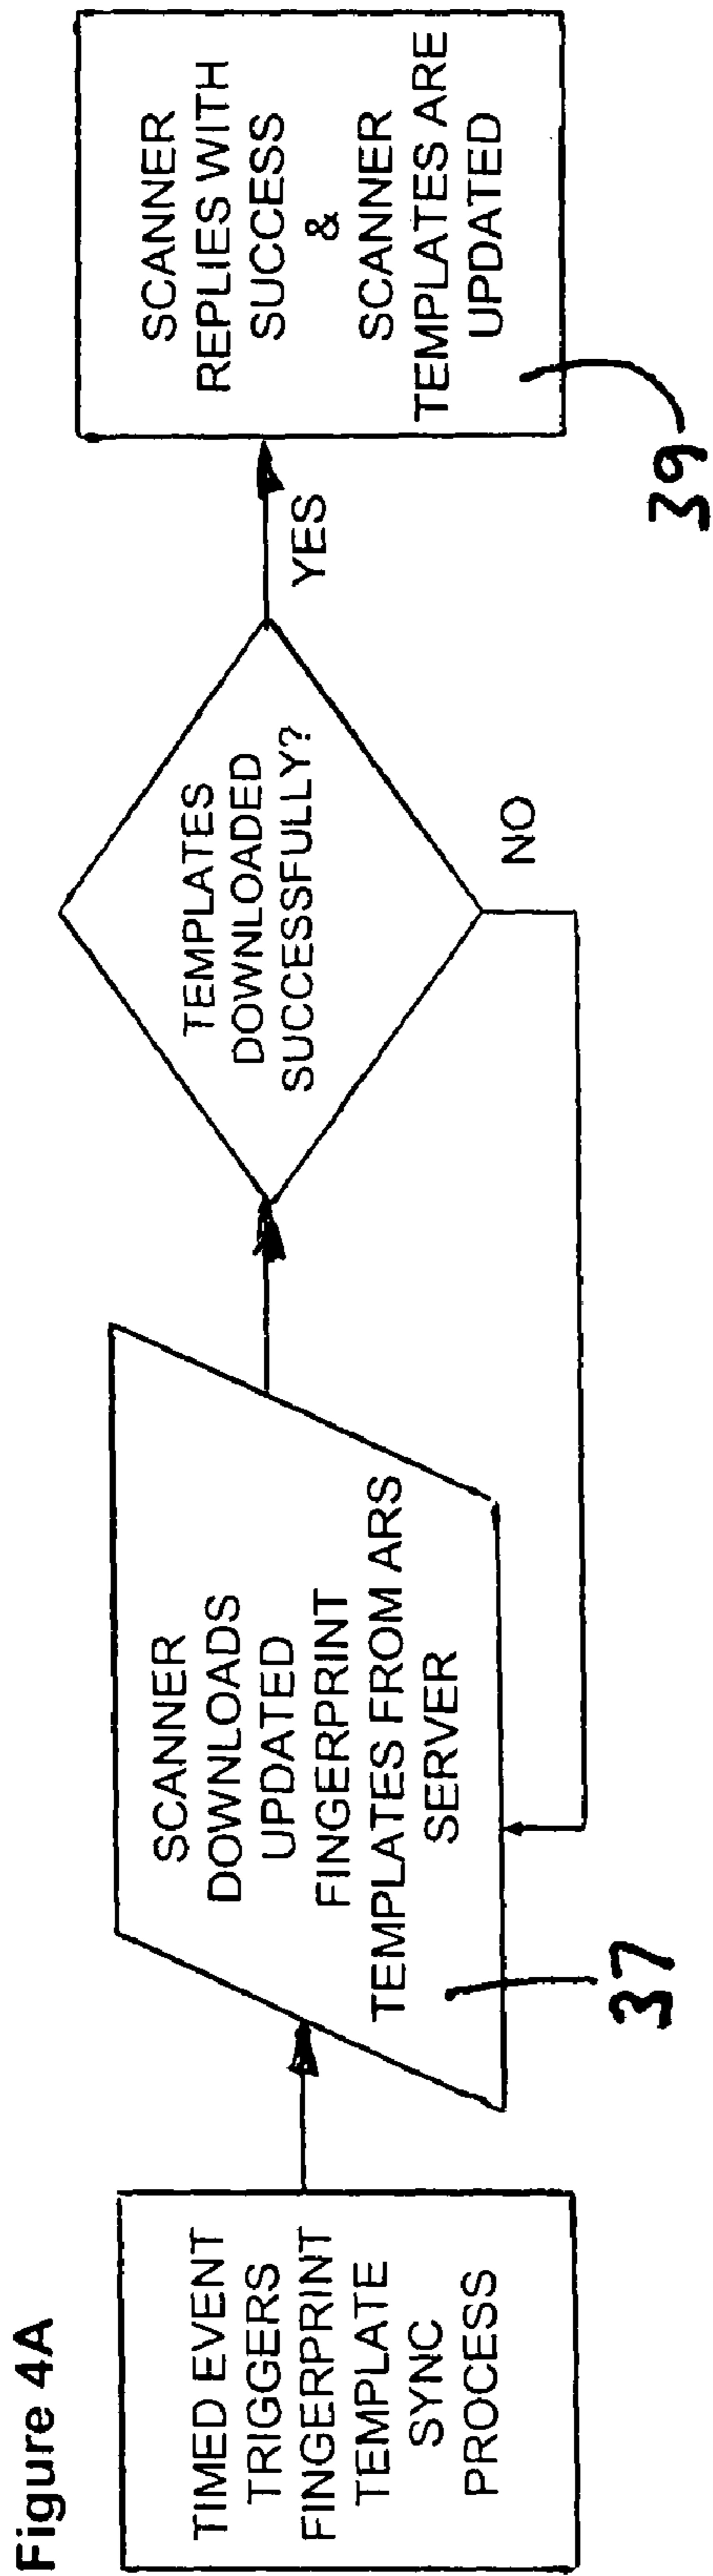 Figure 4A
TIMED EVENT
TRIGGERS
FINGERPRINT
TEMPLATE
SYNC
PROCESS
SCANNER
DOWNLOADS
UPDATED
FINGERPRINT
TEMPLATES FROM ARS
SERVER
37
TEMPLATES
DOWNLOADED
SUCCESSFULLY?
NO
YES
SCANNER
REPLIES WITH
SUCCESS
&
SCANNER
TEMPLATES ARE
UPDATED
39